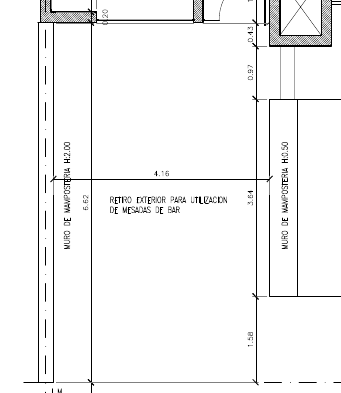 0.20
0.43
0.97
MURO DE MAMPOSTERIA H:2.00
4.16
MURO DE MAMPOSTERIA H:0.50
6.62
RETIRO EXTERIOR PARA UTILIZACION
DE MESADAS DE BAR
3.64
1.58